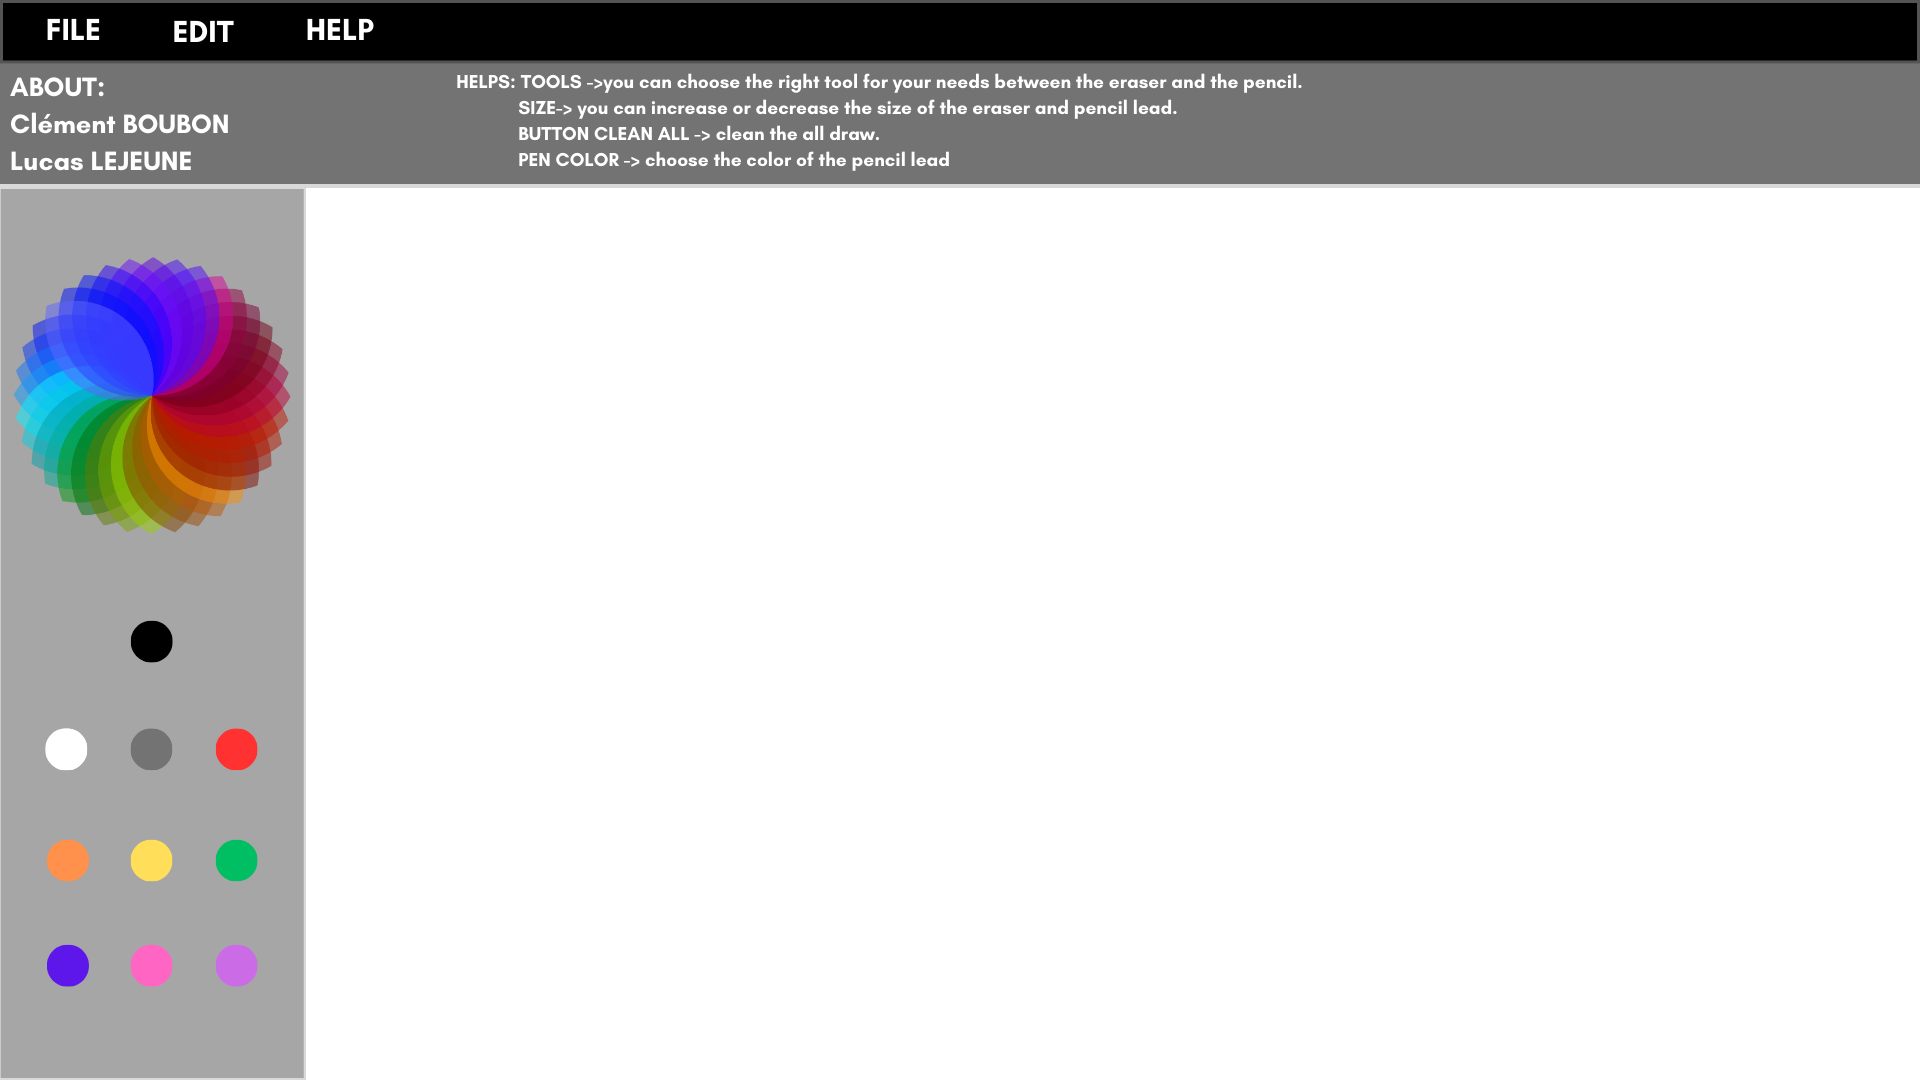 FILE EDIT HELP
ABOUT:
Clément BOUBON
Lucas LEJEUNE
HELPS: TOOLS ->you can choose the right tool for your needs between the eraser and the pencil.
SIZE-> you can increase or decrease the size of the eraser and pencil lead.
BUTTON CLEAN ALL -> clean the all draw.
PEN COLOR -> choose the color of the pencil lead